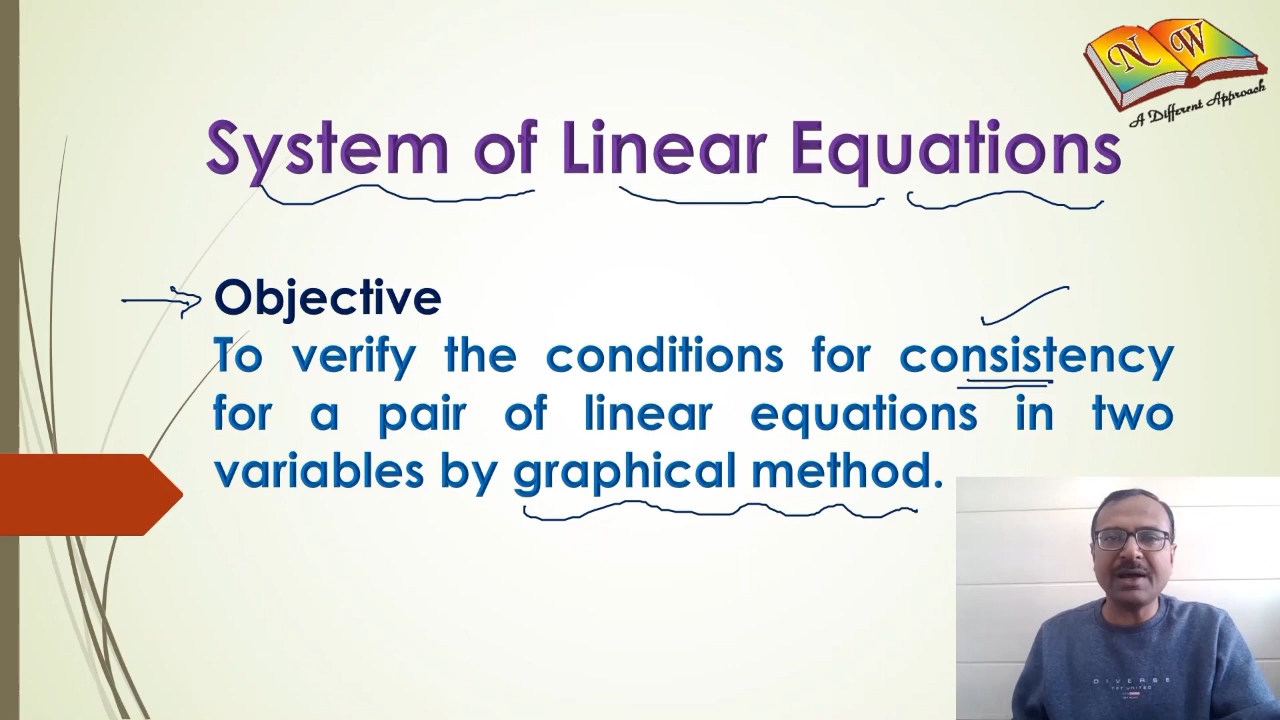 N W
A Different Approach
System of Linear Equations
Objective
To verify the conditions for consistency
for a pair of linear equations in two
variables by graphical method.
DIVERSE